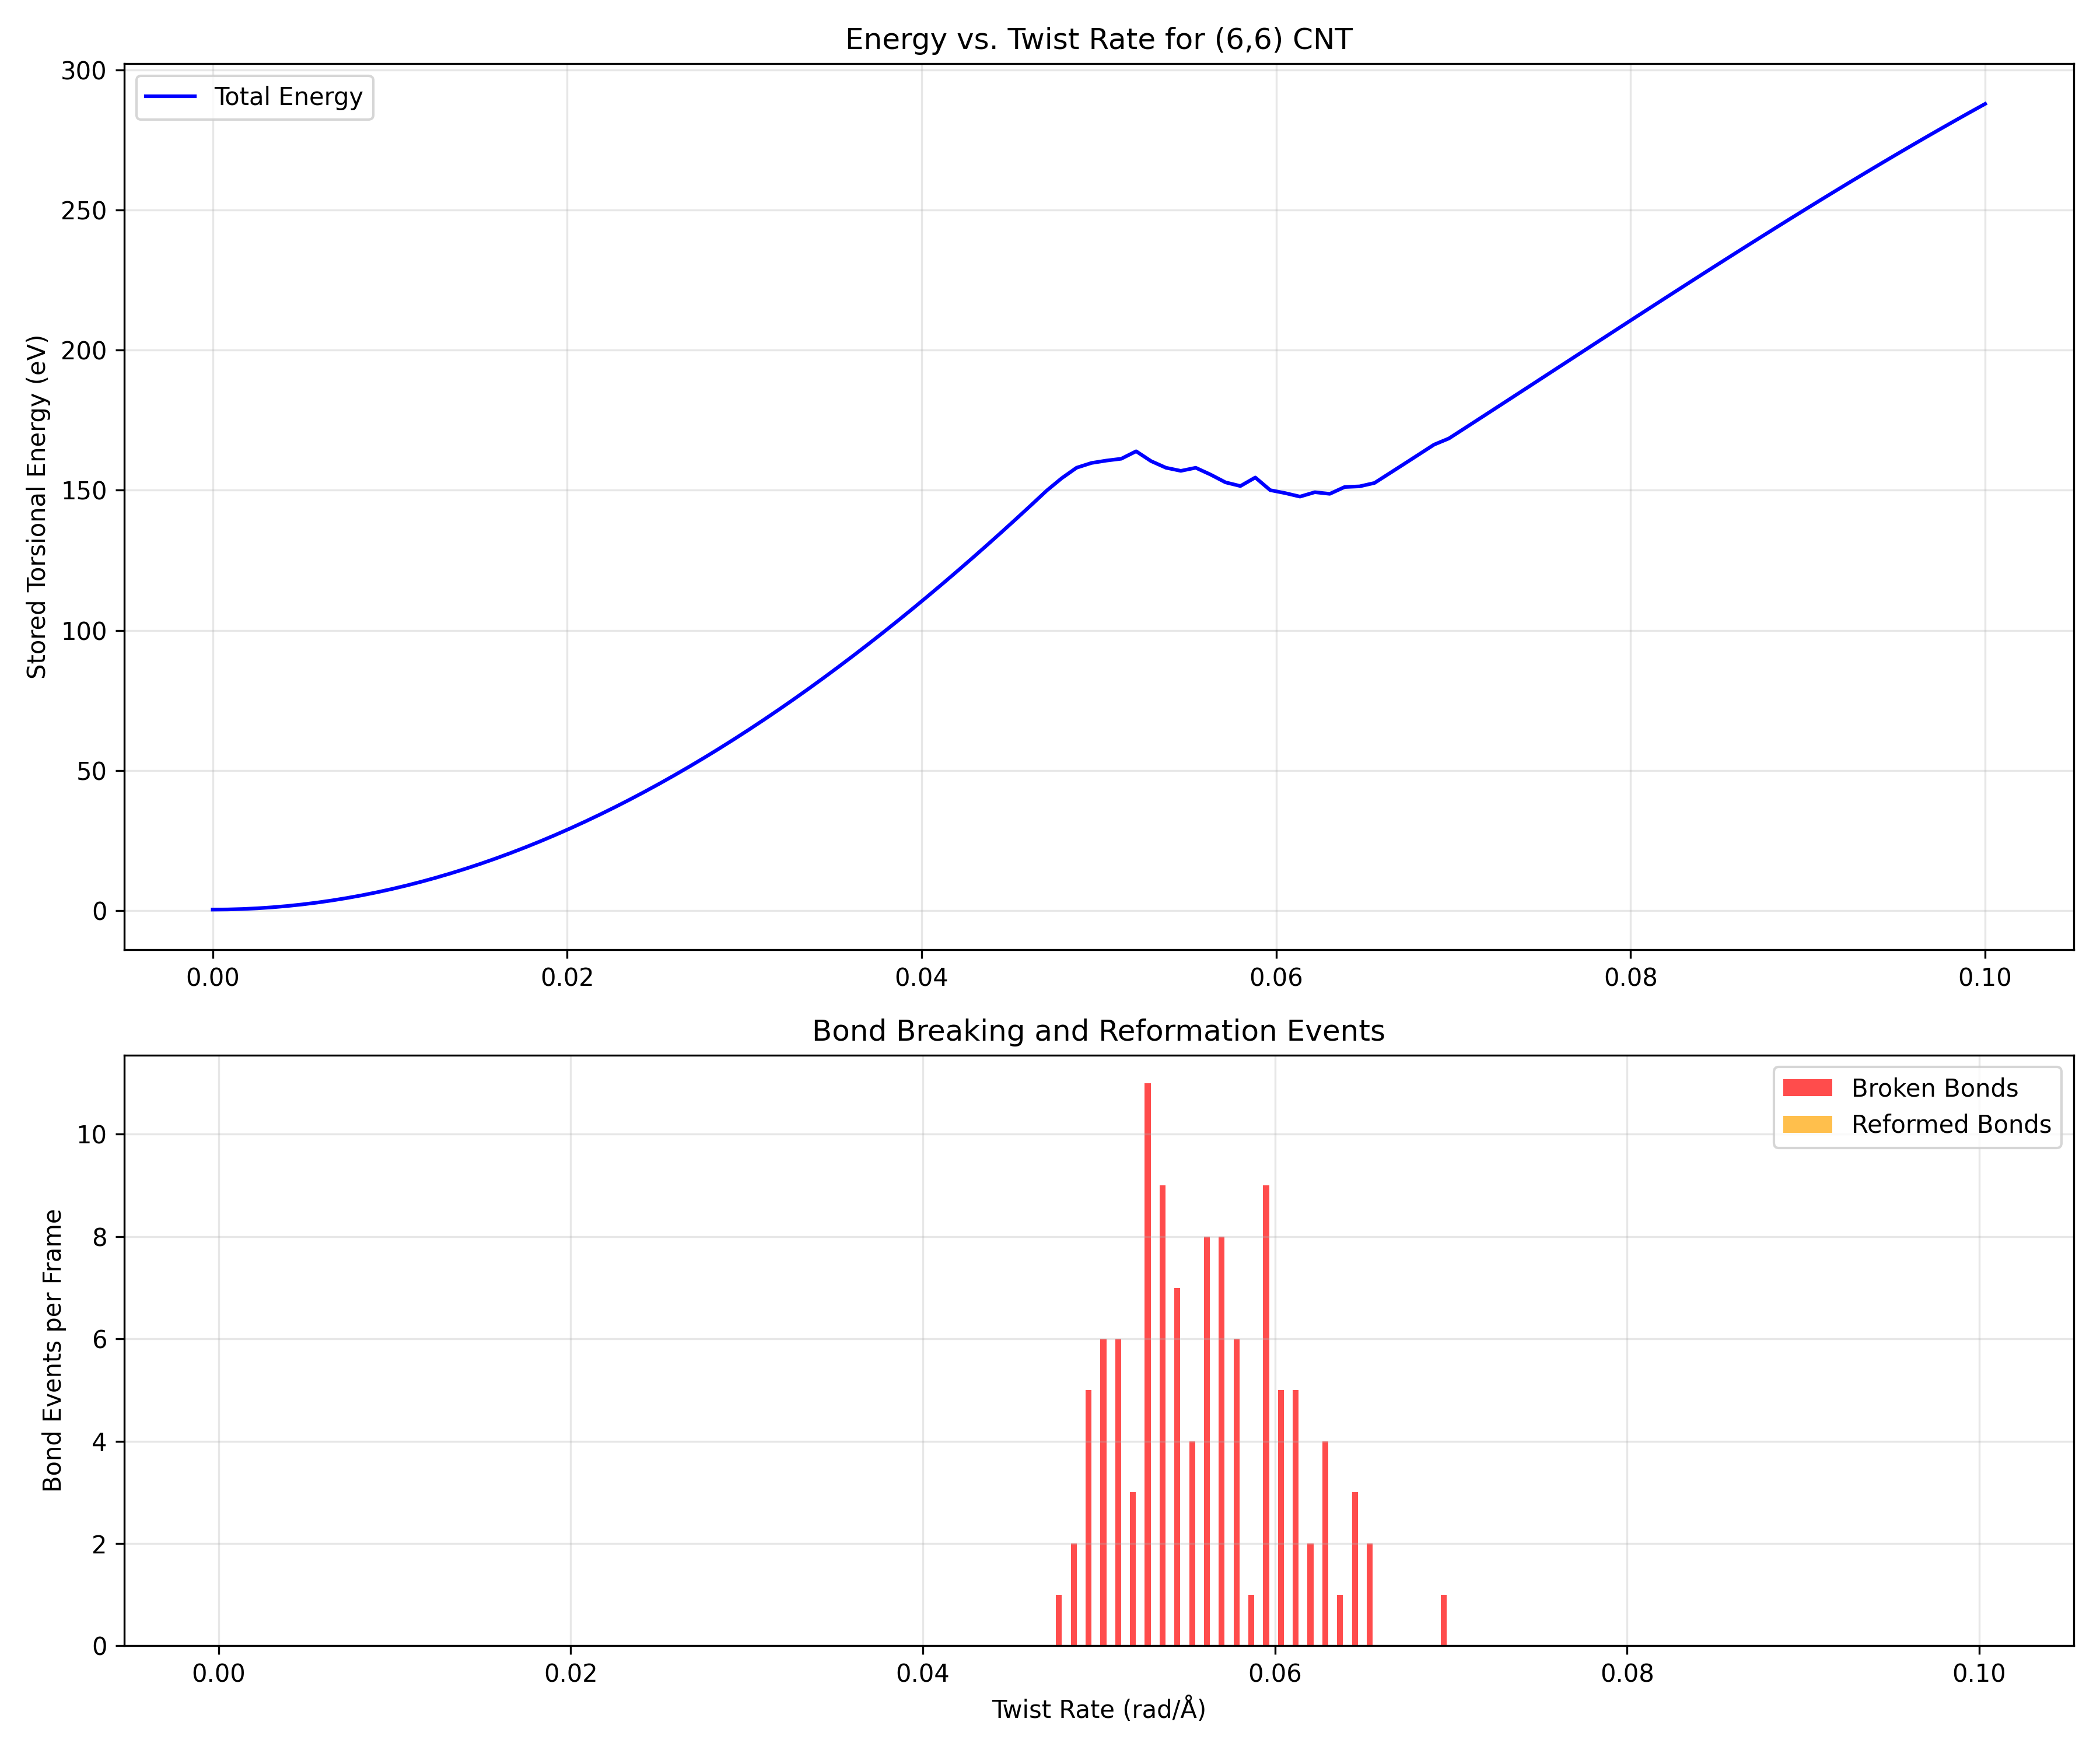 Energy vs. Twist Rate for (6,6) CNT
Total Energy
Stored Torsional Energy (eV)
300
250
200
150
100
50
0
0.00 0.02 0.04 0.06 0.08 0.10
Bond Breaking and Reformation Events
Broken Bonds
Reformed Bonds
Bond Events per Frame
10
8
6
4
2
0
0.00 0.02 0.04 0.06 0.08 0.10
Twist Rate (rad/Å)